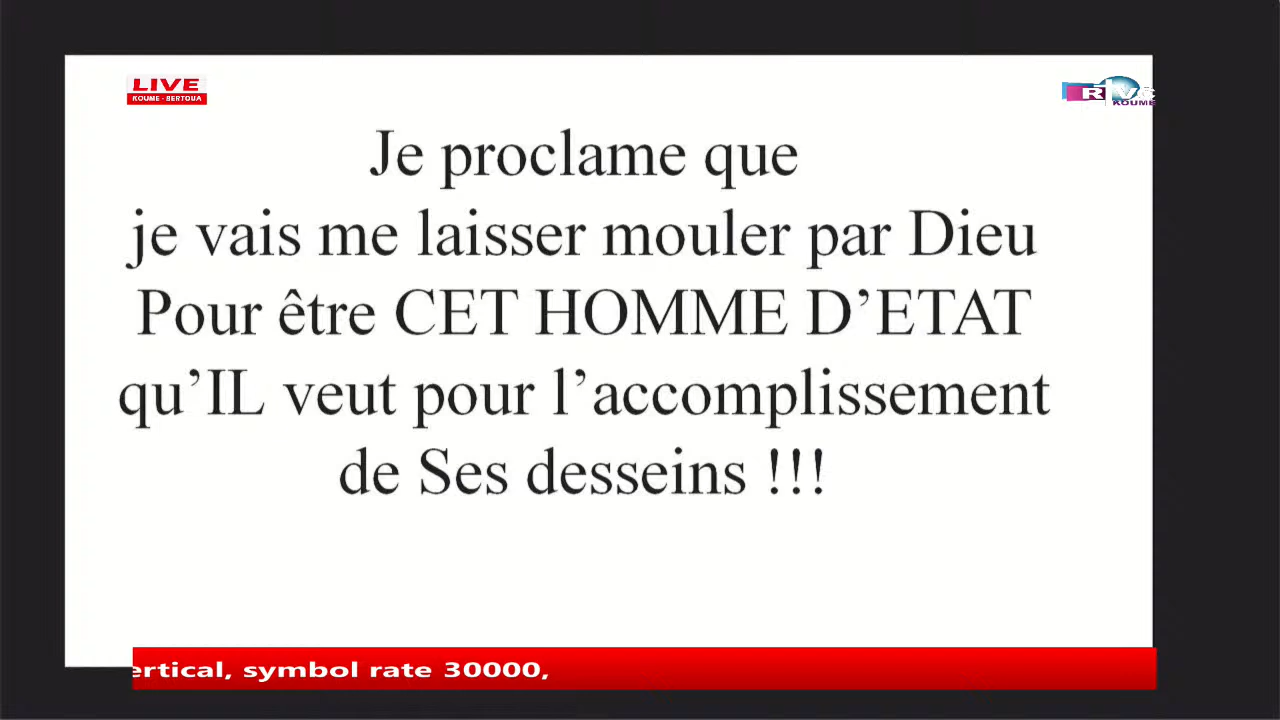 LIVE
KOUME - BERTOUA
RTVC
KOUME
Je proclame que
je vais me laisser mouler par Dieu
Pour être CET HOMME D’ETAT
qu’IL veut pour l’accomplissement
de Ses desseins !!!
ertical, symbol rate 30000,